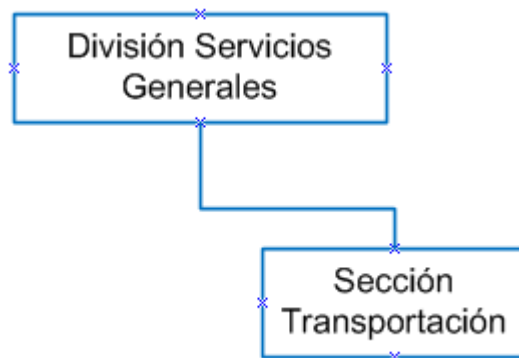 División Servicios
Generales
Sección
Transportación